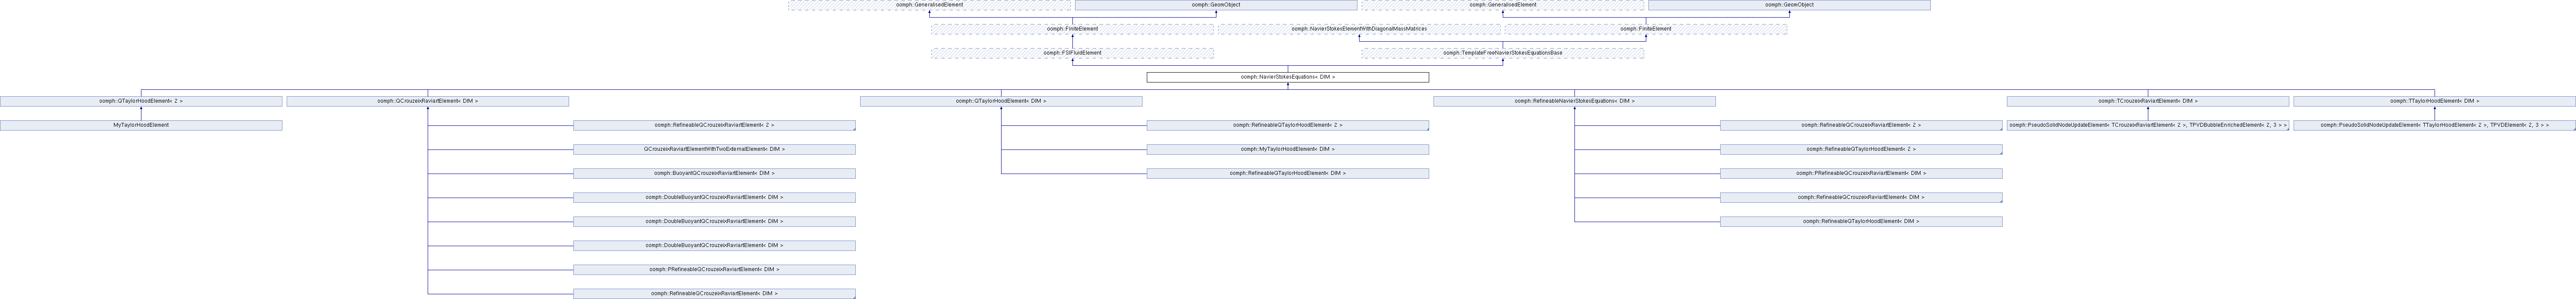 oomph::GeneralisedElement oomph::GeomObject oomph::GeneralisedElement oomph::GeomObject
oomph::FiniteElement oomph::NavierStokesElementWithDiagonalMassMatrices oomph::FiniteElement
oomph::FSIFluidElement oomph::TemplateFreeNavierStokesEquationsBase
oomph::NavierStokesEquations< DIM >
oomph::QTaylorHoodElement< 2 > oomph::QCrouzeixRaviartElement< DIM > oomph::QTaylorHoodElement< DIM > oomph::RefineableNavierStokesEquations< DIM > oomph::TCrouzeixRaviartElement< DIM > oomph::TTaylorHoodElement< DIM >
MyTaylorHoodElement oomph::RefineableQCrouzeixRaviartElement< 2 > oomph::RefineableQTaylorHoodElement< 2 > oomph::RefineableQCrouzeixRaviartElement< 2 > oomph::PseudoSolidNodeUpdateElement< TCrouzeixRaviartElement< 2 >, TPVDBubbleEnrichedElement< 2, 3 > > oomph::PseudoSolidNodeUpdateElement< TTaylorHoodElement< 2 >, TPVDElement< 2, 3 > >
QCrouzeixRaviartElementWithTwoExternalElement< DIM > oomph::MyTaylorHoodElement< DIM > oomph::RefineableQTaylorHoodElement< 2 >
oomph::BuoyantQCrouzeixRaviartElement< DIM > oomph::RefineableQTaylorHoodElement< DIM > oomph::PRefineableQCrouzeixRaviartElement< DIM >
oomph::DoubleBuoyantQCrouzeixRaviartElement< DIM > oomph::RefineableQCrouzeixRaviartElement< DIM >
oomph::DoubleBuoyantQCrouzeixRaviartElement< DIM > oomph::RefineableQTaylorHoodElement< DIM >
oomph::DoubleBuoyantQCrouzeixRaviartElement< DIM >
oomph::PRefineableQCrouzeixRaviartElement< DIM >
oomph::RefineableQCrouzeixRaviartElement< DIM >